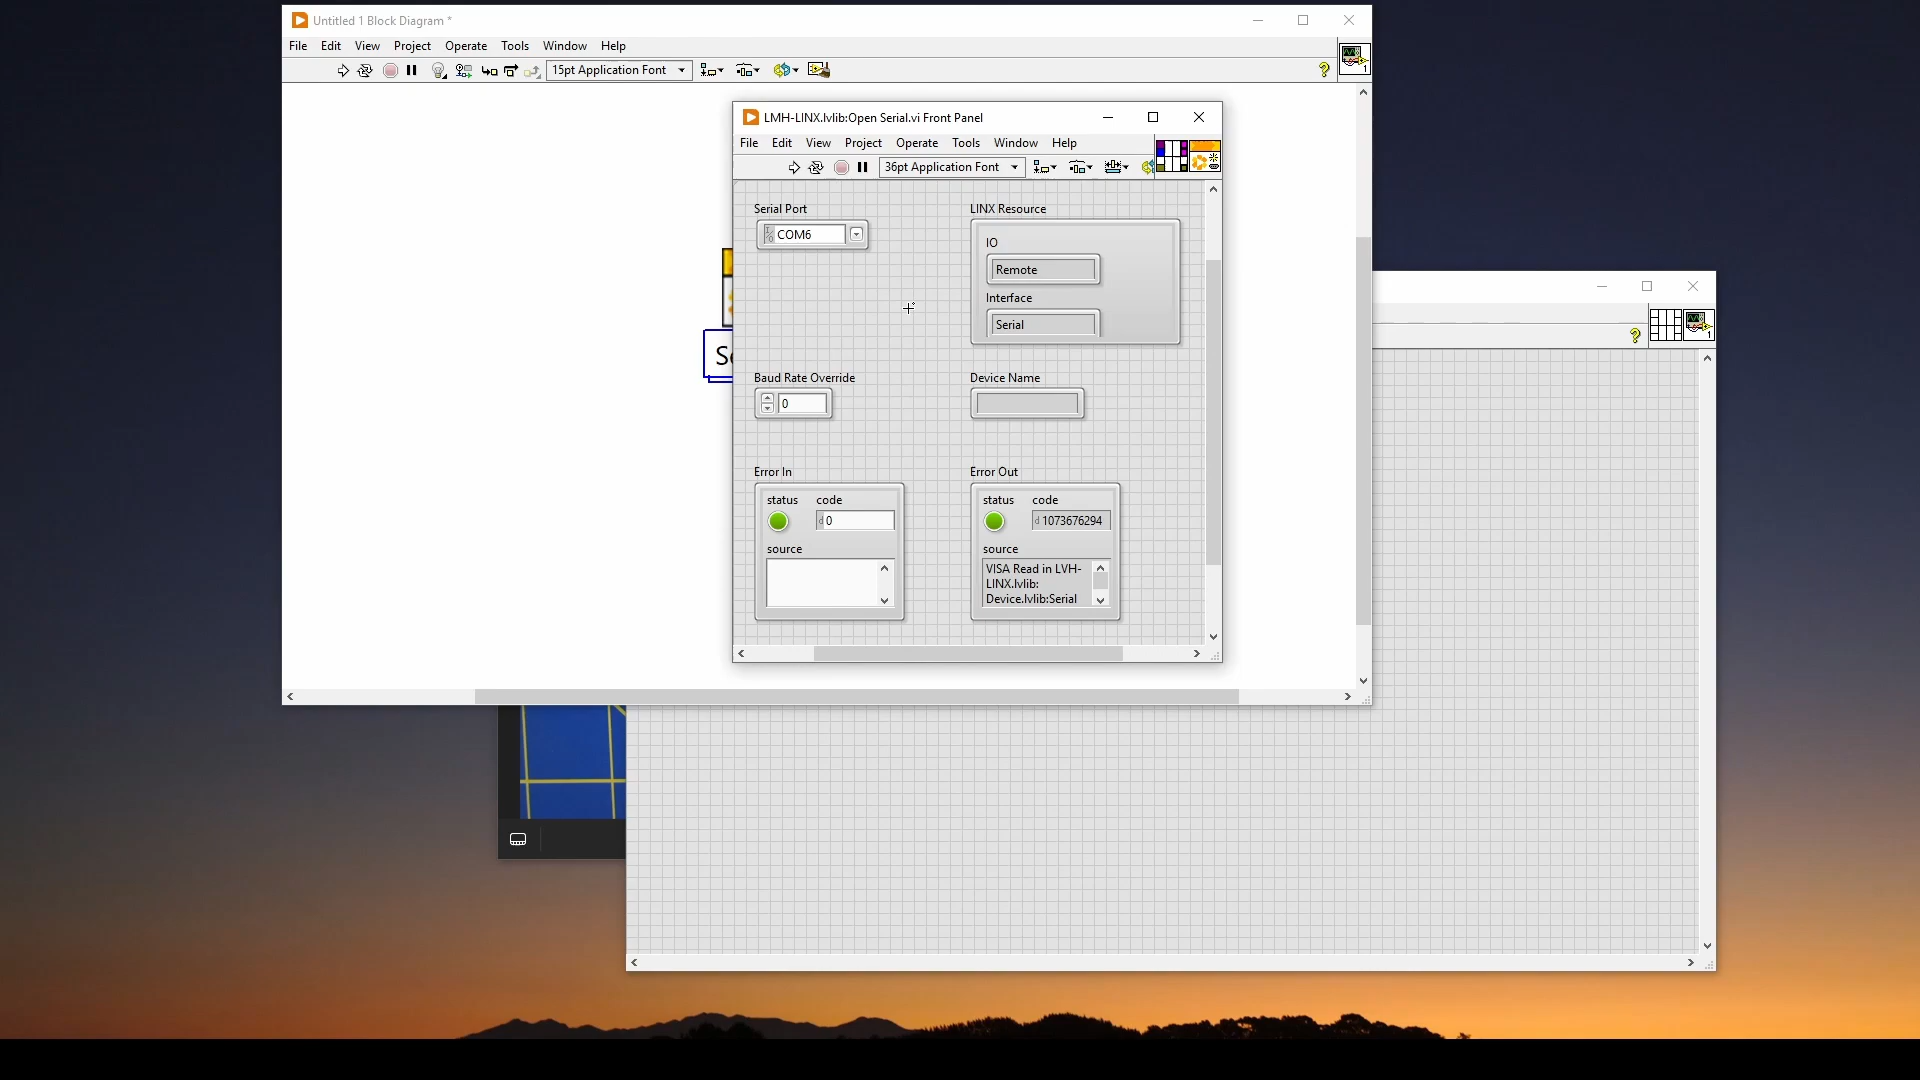 Untitled 1 Block Diagram *
File Edit View Project Operate Tools Window Help
15pt Application Font
1
LMH-LINX.lvlib:Open Serial.vi Front Panel
File Edit View Project Operate Tools Window Help
36pt Application Font
Serial Port
COM6
LINX Resource
IO
Remote
Interface
Serial
Baud Rate Override
0
Device Name
Error In
status code
d 0
source
Error Out
status code
d 1073676294
source
VISA Read in LVH-
LINX.lvlib:
Device.lvlib:Serial
1